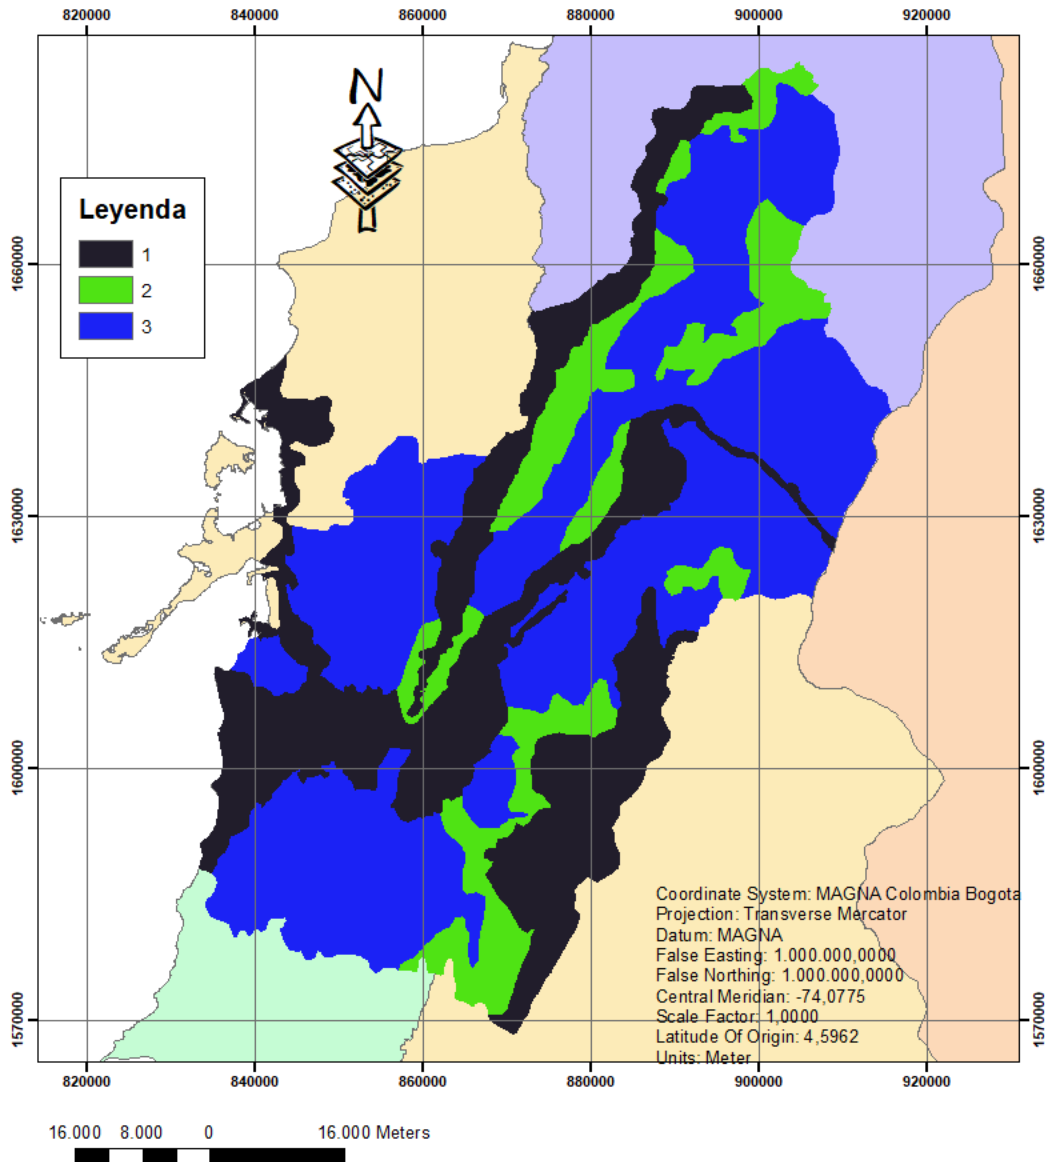 820000 840000 860000 880000 900000 920000
N
Leyenda
1
2
3
1660000 1660000
1630000 1630000
1600000 1600000
1570000 1570000
Coordinate System: MAGNA Colombia Bogota
Projection: Transverse Mercator
Datum: MAGNA
False Easting: 1.000.000,0000
False Northing: 1.000.000,0000
Central Meridian: -74,0775
Scale Factor: 1,0000
Latitude Of Origin: 4,5962
Units: Meter
820000 840000 860000 880000 900000 920000
16.000 8.000 0 16.000 Meters